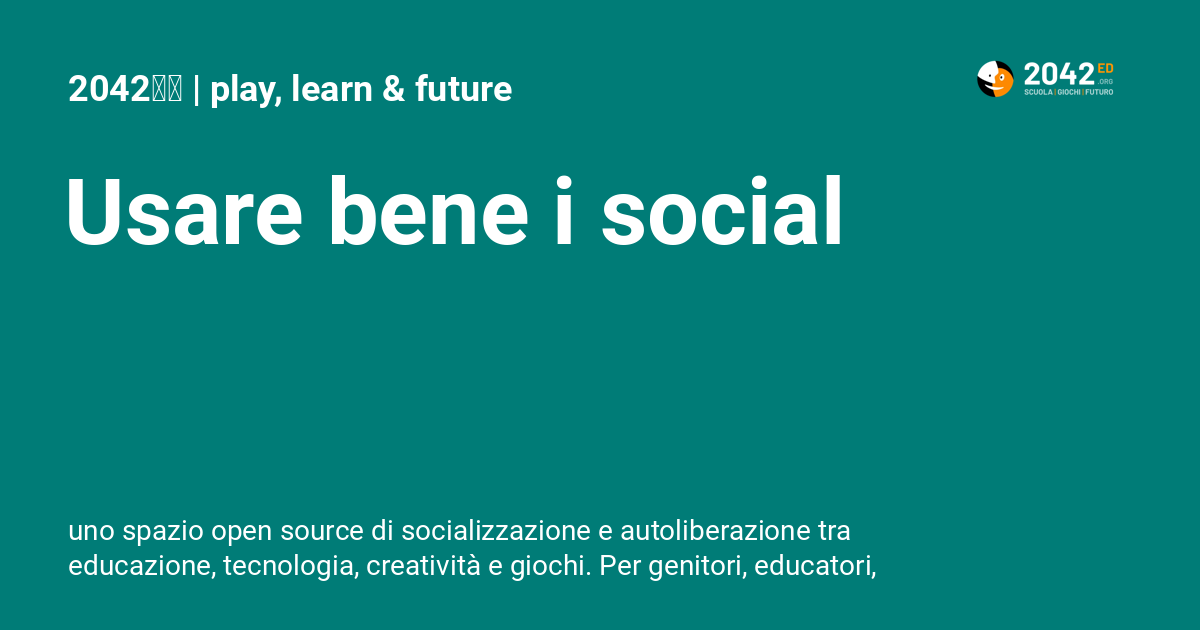 2042 | play, learn & future
2042 ED
.ORG
SCUOLA | GIOCHI | FUTURO
Usare bene i social
uno spazio open source di socializzazione e autoliberazione tra
educazione, tecnologia, creatività e giochi. Per genitori, educatori,